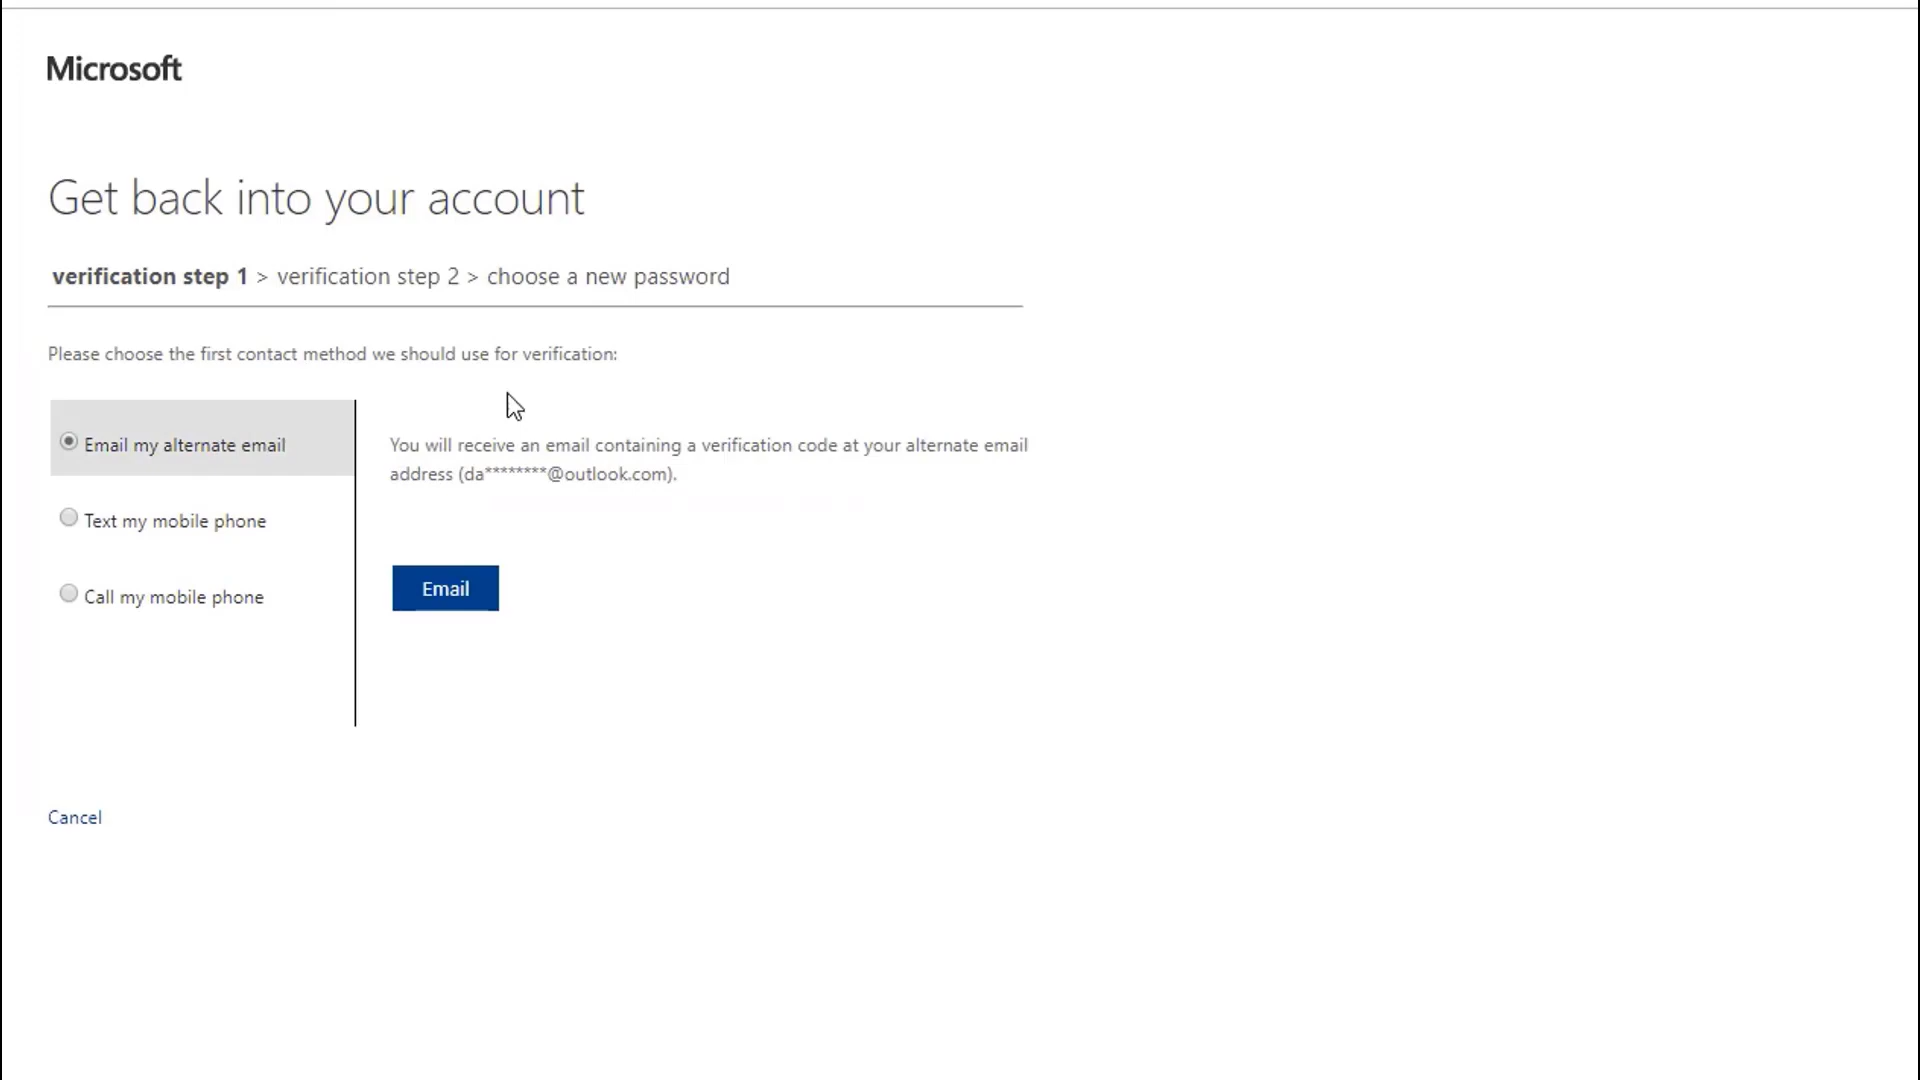 Microsoft
Get back into your account
verification step 1 > verification step 2 > choose a new password
Please choose the first contact method we should use for verification:
Email my alternate email
Text my mobile phone
Call my mobile phone
You will receive an email containing a verification code at your alternate email
address (da********@outlook.com).
Email
Cancel